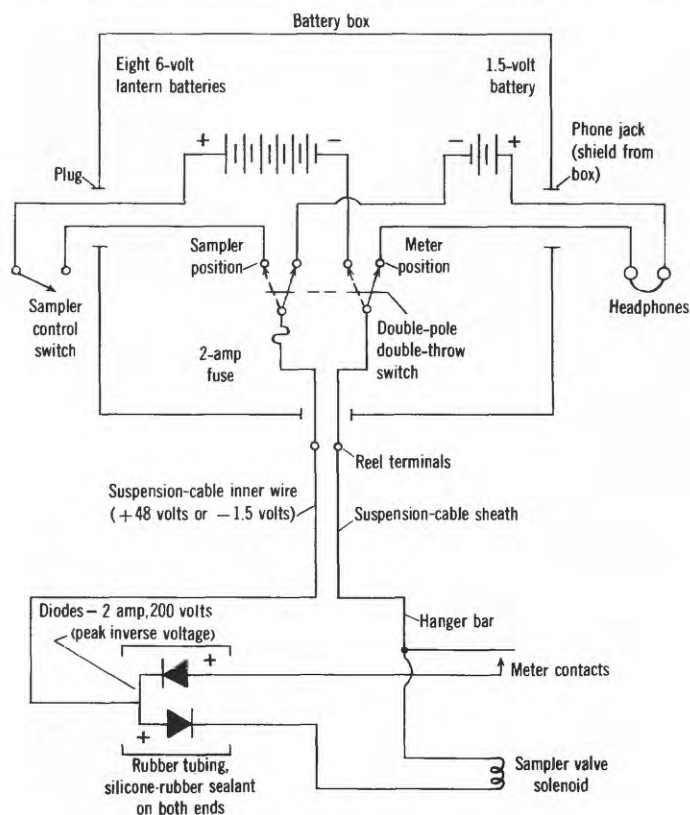 Battery box
Eight 6-volt
lantern batteries
1.5-volt
battery
+
-
-
+
Phone jack
(shield from
box)
Plug
Sampler
position
Meter
position
Sampler
control
switch
Headphones
Double-pole
double-throw
switch
2-amp
fuse
Reel terminals
Suspension-cable inner wire
(+48 volts or -1.5 volts)
Suspension-cable sheath
Diodes - 2 amp, 200 volts
(peak inverse voltage)
Hanger bar
+
Meter contacts
+
Rubber tubing,
silicone-rubber sealant
on both ends
Sampler valve
solenoid